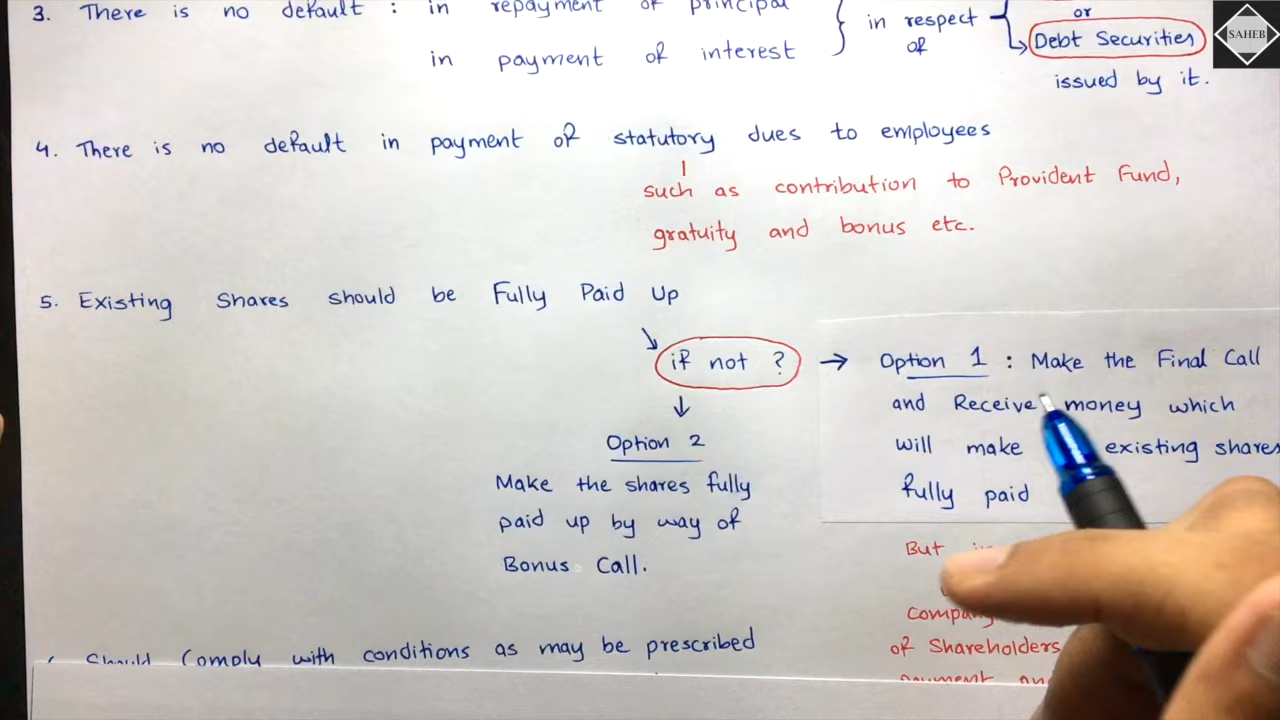 3. There is no default : in repayment of principal
in payment of interest
in respect of
or
Debt Securities
issued by it.
SAHEB
4. There is no default in payment of statutory dues to employees
such as contribution to Provident Fund,
gratuity and bonus etc.
5. Existing Shares should be Fully Paid Up
if not ?
Option 1 : Make the Final Call
and Receive money which
will make existing shares
fully paid
Option 2
Make the shares fully
paid up by way of
Bonus Call.
But
Company
of Shareholders
Should Comply with conditions as may be prescribed